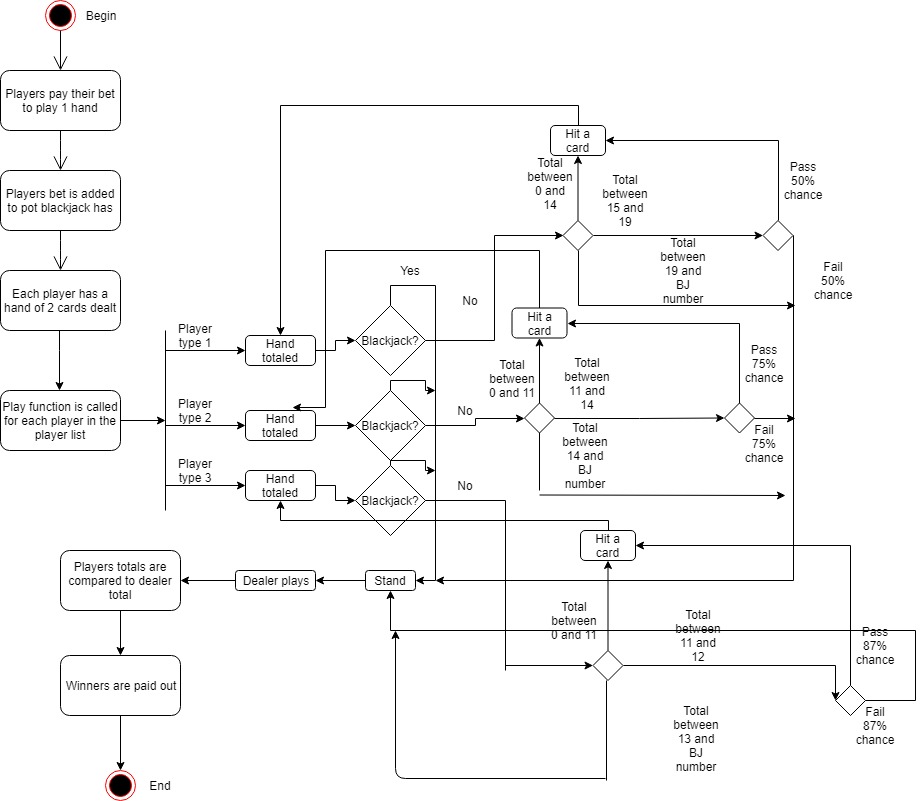 Begin
Players pay their bet
to play 1 hand
Players bet is added
to pot blackjack has
Each player has a
hand of 2 cards dealt
Play function is called
for each player in the
player list
Player
type 1
Hand
totaled
Blackjack?
Yes
No
Player
type 2
Hand
totaled
Blackjack?
No
Player
type 3
Hand
totaled
Blackjack?
No
Hit a
card
Total
between
0 and
14
Total
between
15 and
19
Total
between
19 and
BJ
number
Pass
50%
chance
Fail
50%
chance
Hit a
card
Total
between
0 and 11
Total
between
11 and
14
Total
between
14 and
BJ
number
Pass
75%
chance
Fail
75%
chance
Hit a
card
Total
between
0 and 11
Total
between
11 and
12
Total
between
13 and
BJ
number
Pass
87%
chance
Fail
87%
chance
Stand
Dealer plays
Players totals are
compared to dealer
total
Winners are paid out
End